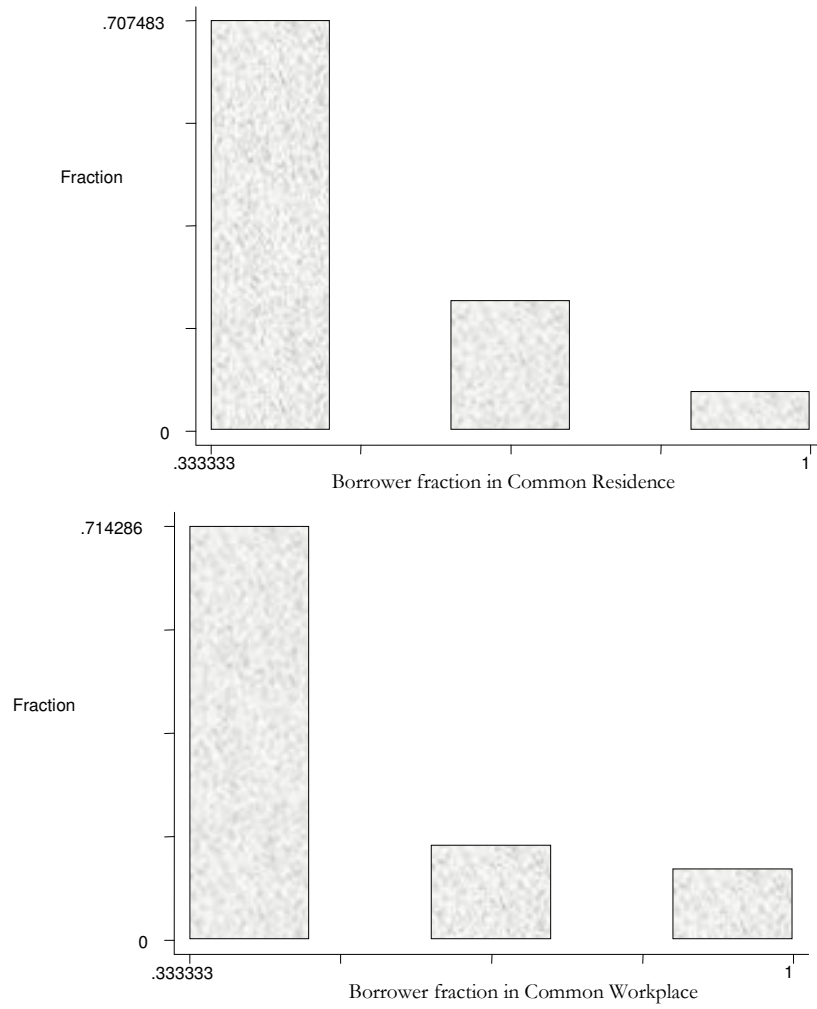 .707483
Fraction
0
.333333 1
Borrower fraction in Common Residence
.714286
Fraction
0
.333333 1
Borrower fraction in Common Workplace